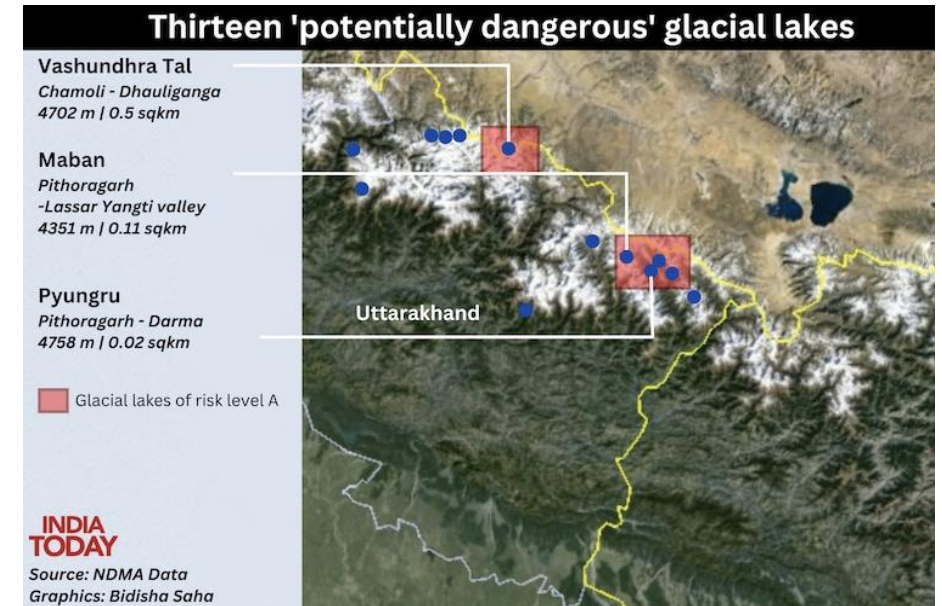 Thirteen 'potentially dangerous' glacial lakes
Vashundhra Tal
Chamoli - Dhauliganga
4702 m | 0.5 sqkm
Maban
Pithoragarh
-Lassar Yangti valley
4351 m | 0.11 sqkm
Pyungru
Pithoragarh - Darma
4758 m | 0.02 sqkm
Uttarakhand
Glacial lakes of risk level A
INDIA
TODAY
Source: NDMA Data
Graphics: Bidisha Saha